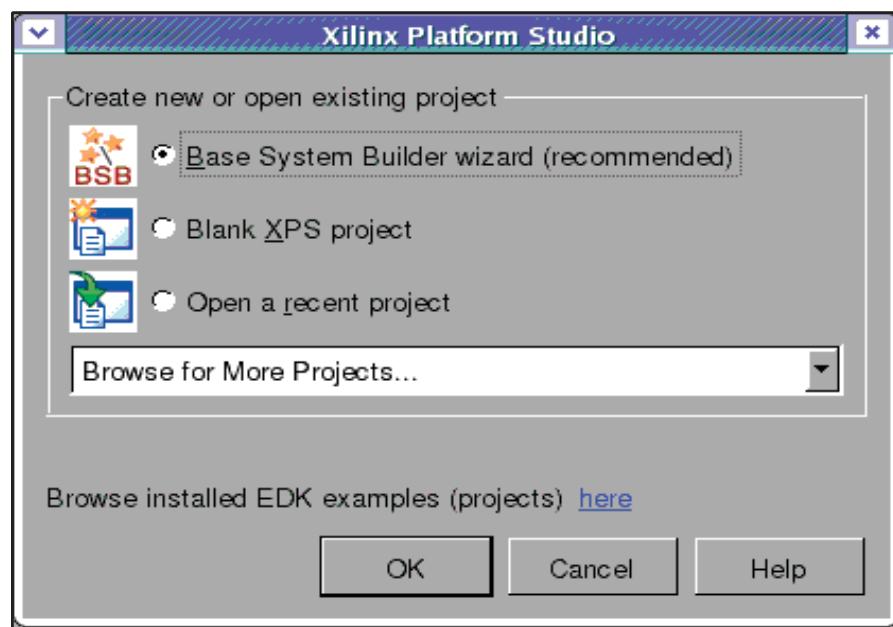 Xilinx Platform Studio
Create new or open existing project
BSB
Base System Builder wizard (recommended)
Blank XPS project
Open a recent project
Browse for More Projects...
Browse installed EDK examples (projects) here
OK
Cancel
Help